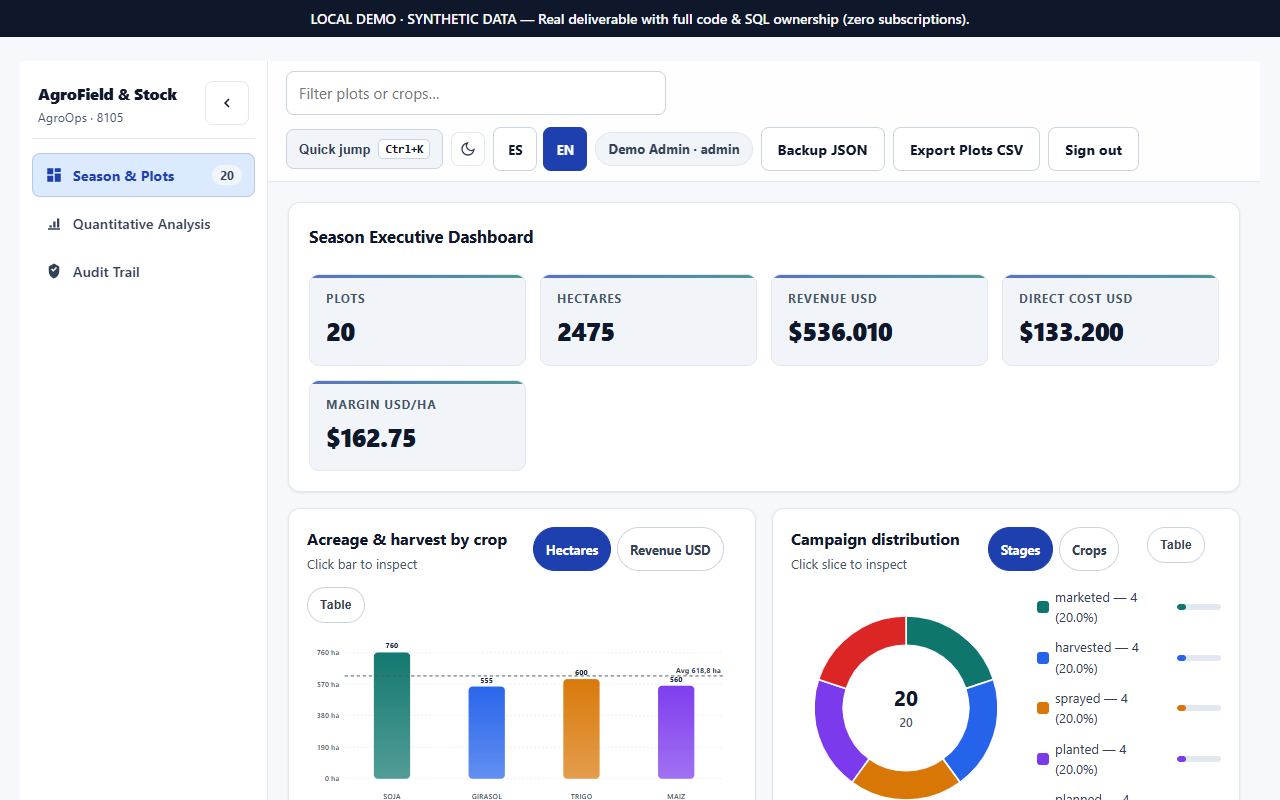 LOCAL DEMO · SYNTHETIC DATA — Real deliverable with full code & SQL ownership (zero subscriptions).
AgroField & Stock
AgroOps · 8105
Season & Plots 20
Quantitative Analysis
Audit Trail
Filter plots or crops...
Quick jump Ctrl+K ES EN Demo Admin · admin Backup JSON Export Plots CSV Sign out
Season Executive Dashboard
PLOTS
20
HECTARES
2475
REVENUE USD
$536.010
DIRECT COST USD
$133.200
MARGIN USD/HA
$162.75
Acreage & harvest by crop
Click bar to inspect
Hectares Revenue USD
Table
760 ha
570 ha
380 ha
190 ha
0 ha
760
555
600
560
Avg 618,8 ha
SOJA GIRASOL TRIGO MAIZ
Campaign distribution
Click slice to inspect
Stages Crops Table
20
20
marketed — 4
(20.0%)
harvested — 4
(20.0%)
sprayed — 4
(20.0%)
planted — 4
(20.0%)
planned — 4